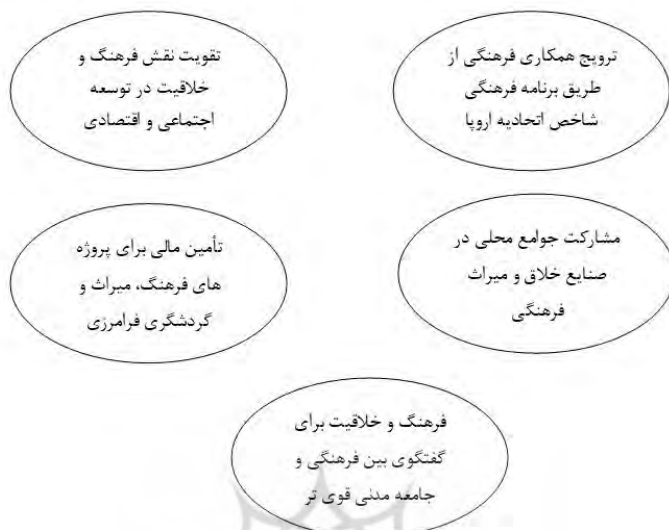 ترویج همکاری فرهنگی از
طریق برنامه فرهنگی
شاخص اتحادیه اروپا
تقویت نقش فرهنگ و
خلاقیت در توسعه
اجتماعی و اقتصادی
مشارکت جوامع محلی در
صنایع خلاق و میراث
فرهنگی
تأمین مالی برای پروژه
های فرهنگ، میراث و
گردشگری فرامرزی
فرهنگ و خلاقیت برای
گفتگوی بین فرهنگی و
جامعه مدنی قوی تر